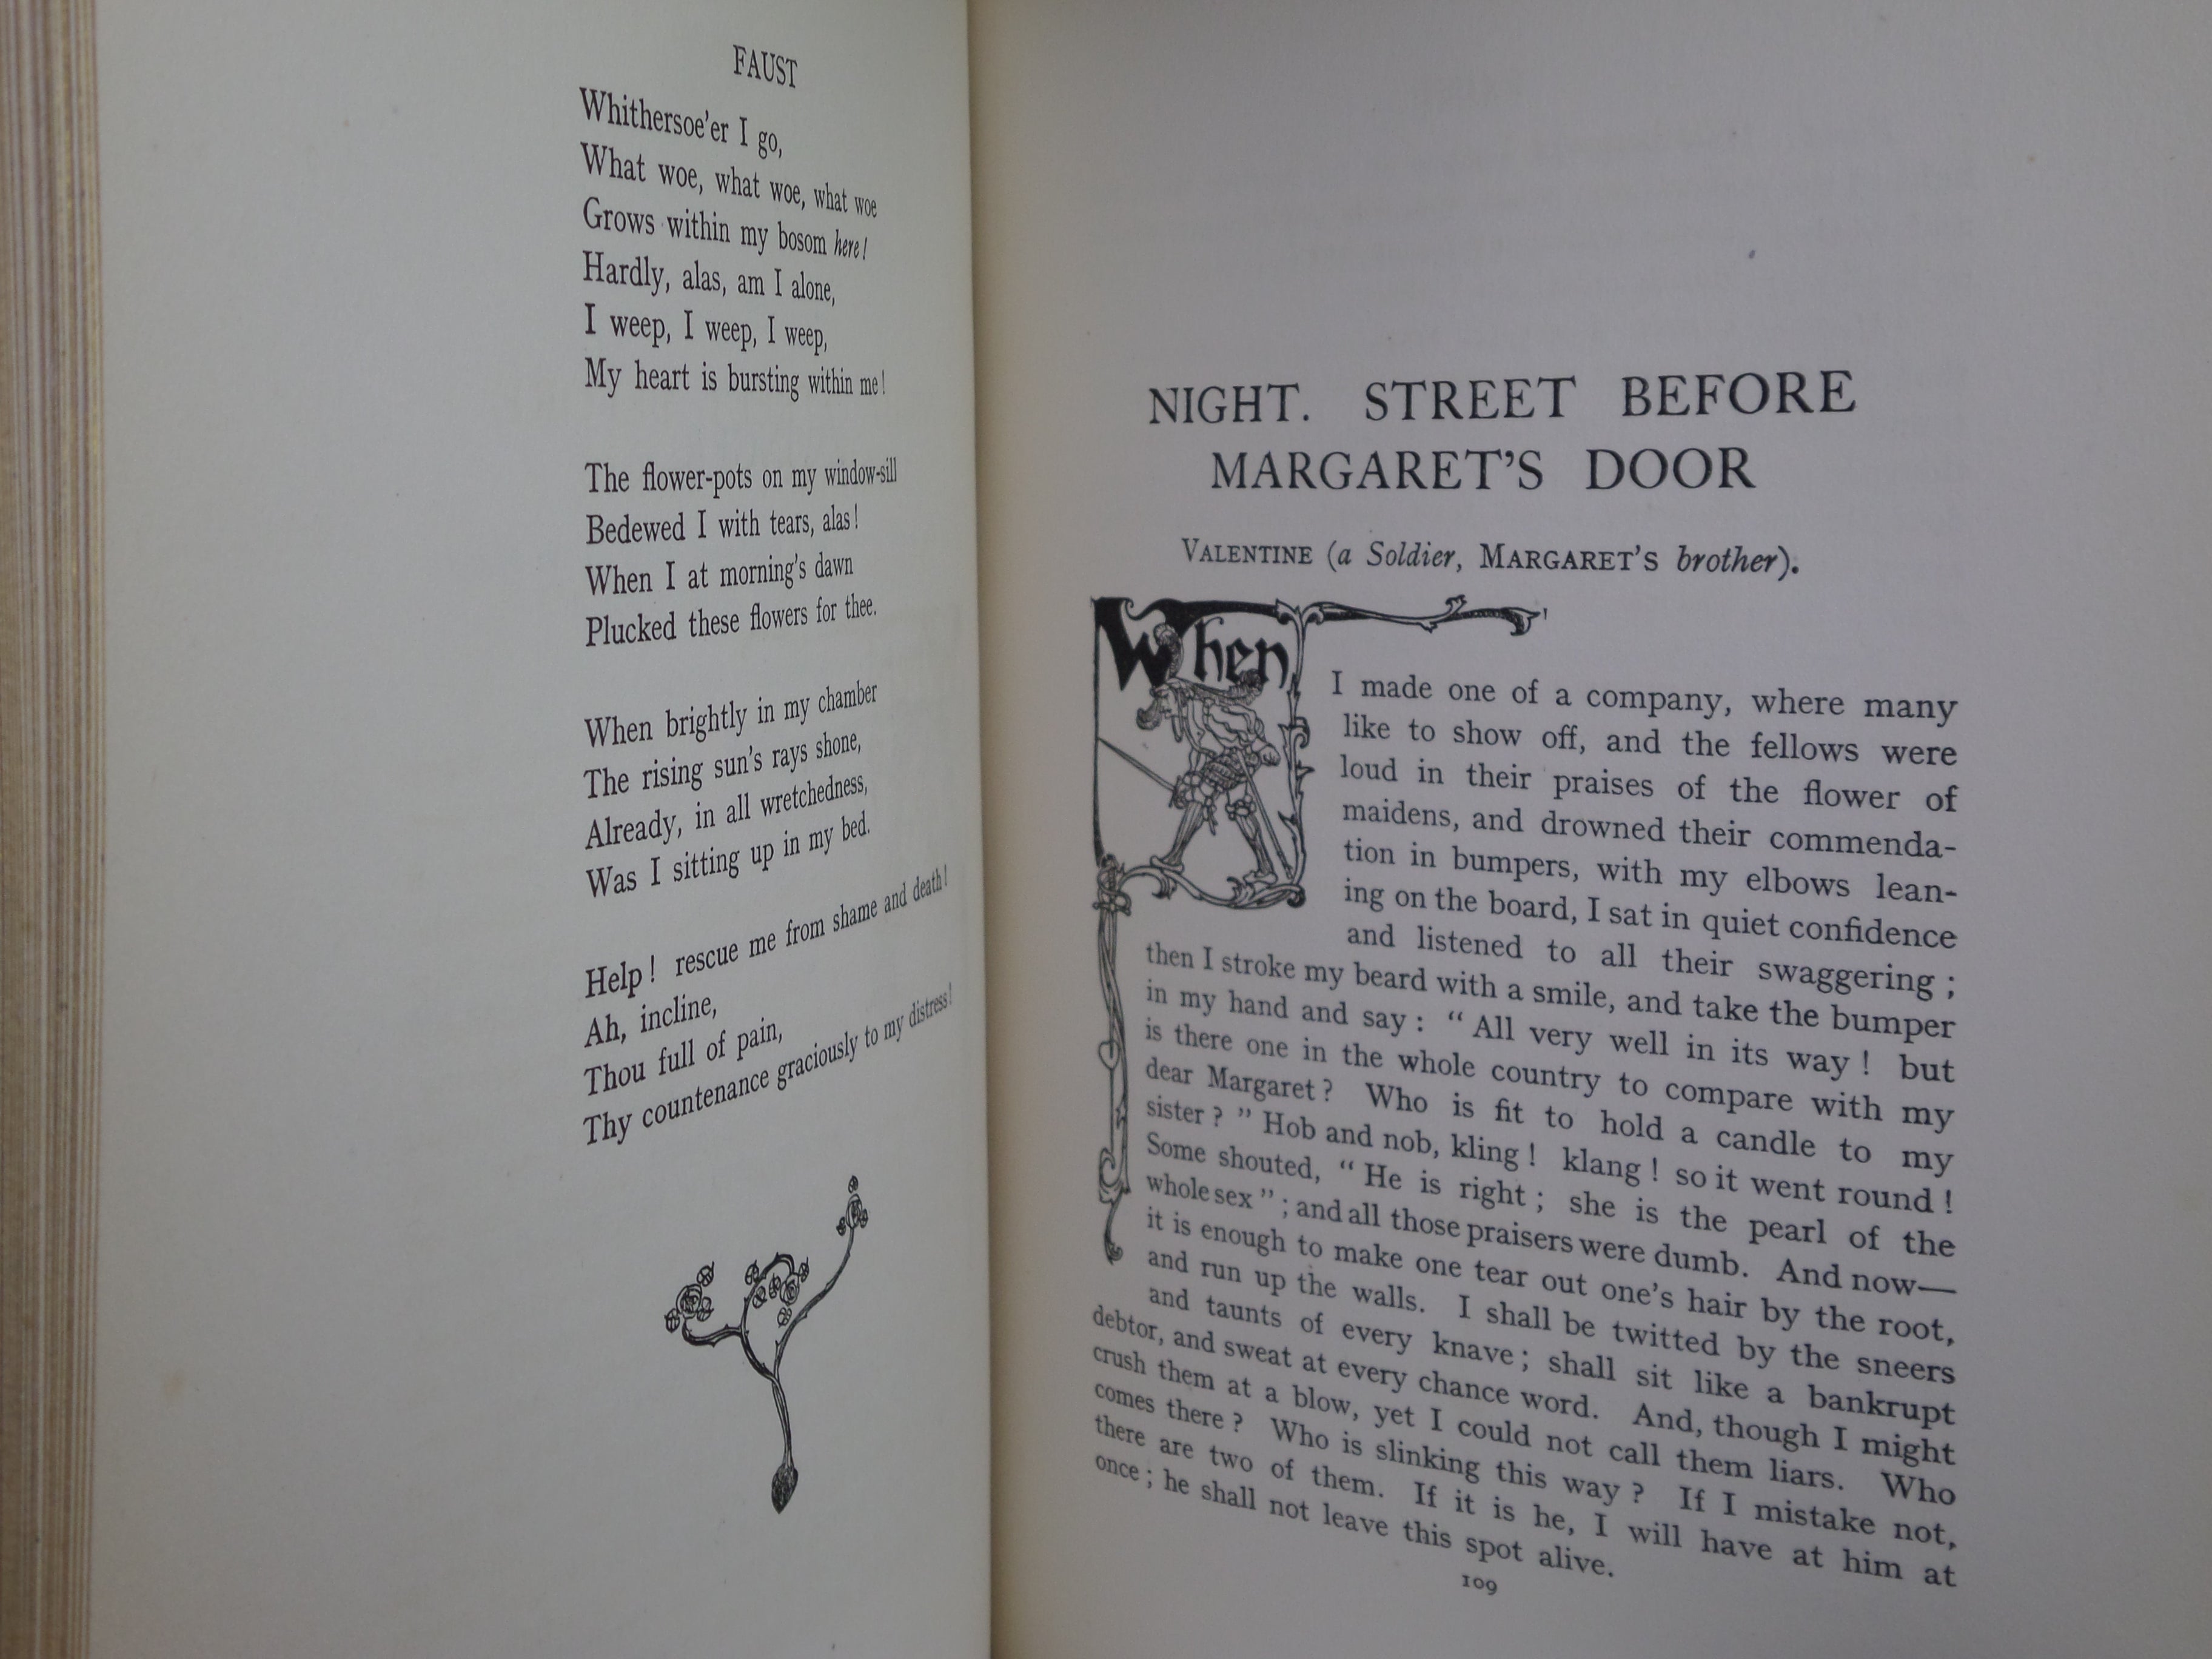 FAUST
Whithersoe'er I go,
What woe, what woe, what woe
Grows within my bosom here!
Hardly, alas, am I alone,
I weep, I weep, I weep,
My heart is bursting within me!
The flower-pots on my window-sill
Bedewed I with tears, alas!
When I at morning's dawn
Plucked these flowers for thee.
When brightly in my chamber
The rising sun's rays shone,
Already, in all wretchedness,
Was I sitting up in my bed.
Help! rescue me from shame and death!
Ah, incline,
Thou full of pain,
Thy countenance graciously to my distress!
NIGHT. STREET BEFORE
MARGARET'S DOOR
VALENTINE (a Soldier, MARGARET'S brother).
When I made one of a company, where many
like to show off, and the fellows were
loud in their praises of the flower of
maidens, and drowned their commenda-
tion in bumpers, with my elbows lean-
ing on the board, I sat in quiet confidence
and listened to all their swaggering;
then I stroke my beard with a smile, and take the bumper
in my hand and say: "All very well in its way! but
is there one in the whole country to compare with my
dear Margaret? Who is fit to hold a candle to my
sister?" Hob and nob, kling! klang! so it went round!
Some shouted, "He is right; she is the pearl of the
whole sex"; and all those praisers were dumb. And now—
it is enough to make one tear out one's hair by the root,
and run up the walls. I shall be twitted by the sneers
and taunts of every knave; shall sit like a bankrupt
debtor, and sweat at every chance word. And, though I might
crush them at a blow, yet I could not call them liars. Who
comes there? Who is slinking this way? If I mistake not,
there are two of them. If it is he, I will have at him at
once; he shall not leave this spot alive.
109